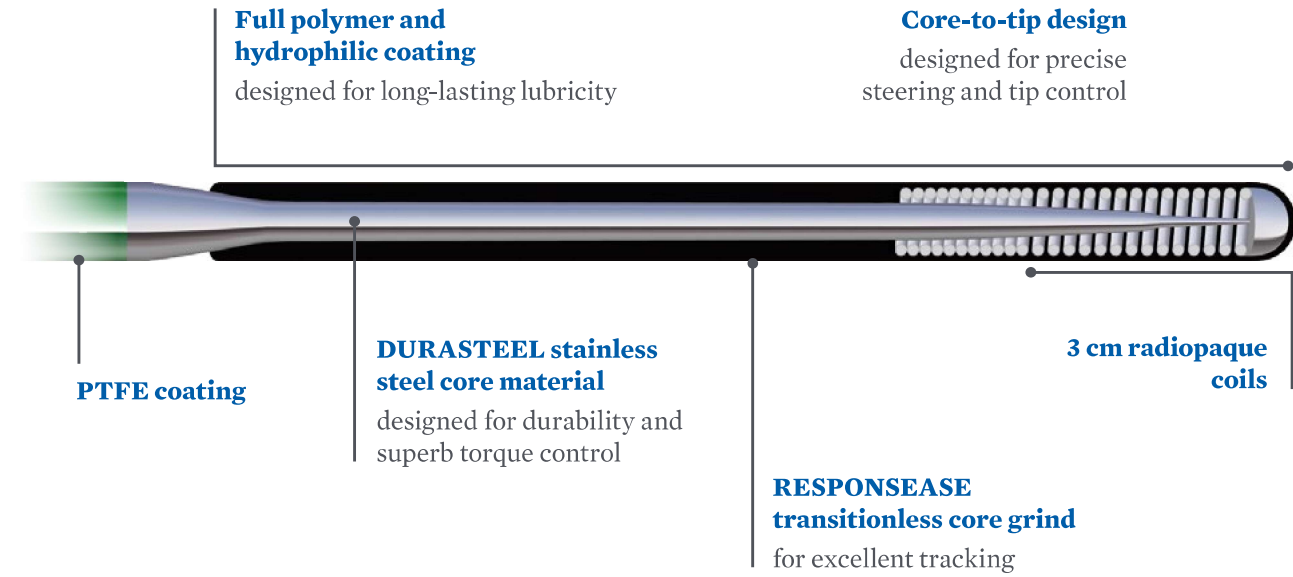 Full polymer and
hydrophilic coating
designed for long-lasting lubricity
Core-to-tip design
designed for precise
steering and tip control
PTFE coating
DURASTEEL stainless
steel core material
designed for durability and
superb torque control
3 cm radiopaque
coils
RESPONSEASE
transitionless core grind
for excellent tracking